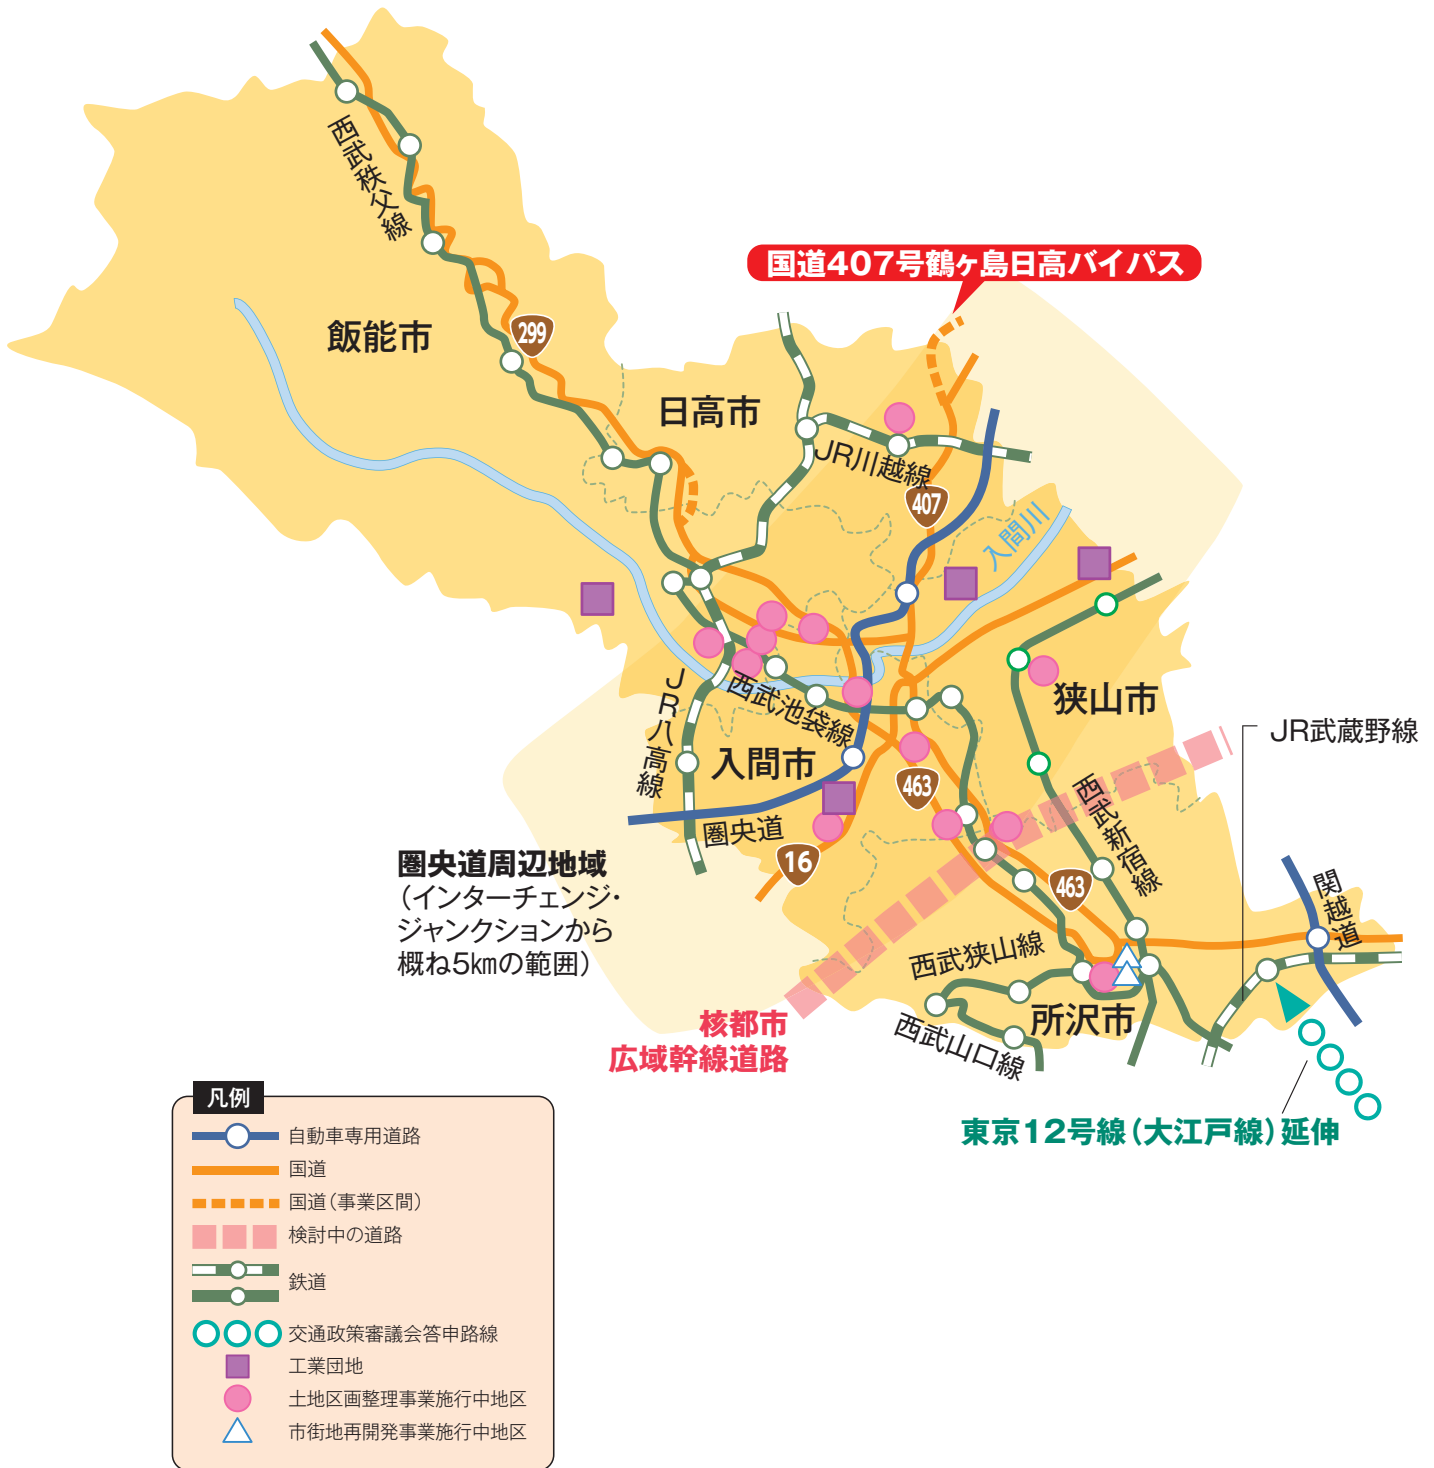 西武秩父線
国道407号鶴ヶ島日高バイパス
飯能市
299
日高市
JR川越線
407
入間川
狭山市
JR武蔵野線
JR八高線
西武池袋線
入間市
463
圏央道
16
西武新宿線
463
関越道
圏央道周辺地域
（インターチェンジ・
ジャンクションから
概ね5㎞の範囲）
西武狭山線
所沢市
西武山口線
核都市
広域幹線道路
東京12号線（大江戸線）延伸
凡例
自動車専用道路
国道
国道（事業区間）
検討中の道路
鉄道
交通政策審議会答申路線
工業団地
土地区画整理事業施行中地区
市街地再開発事業施行中地区